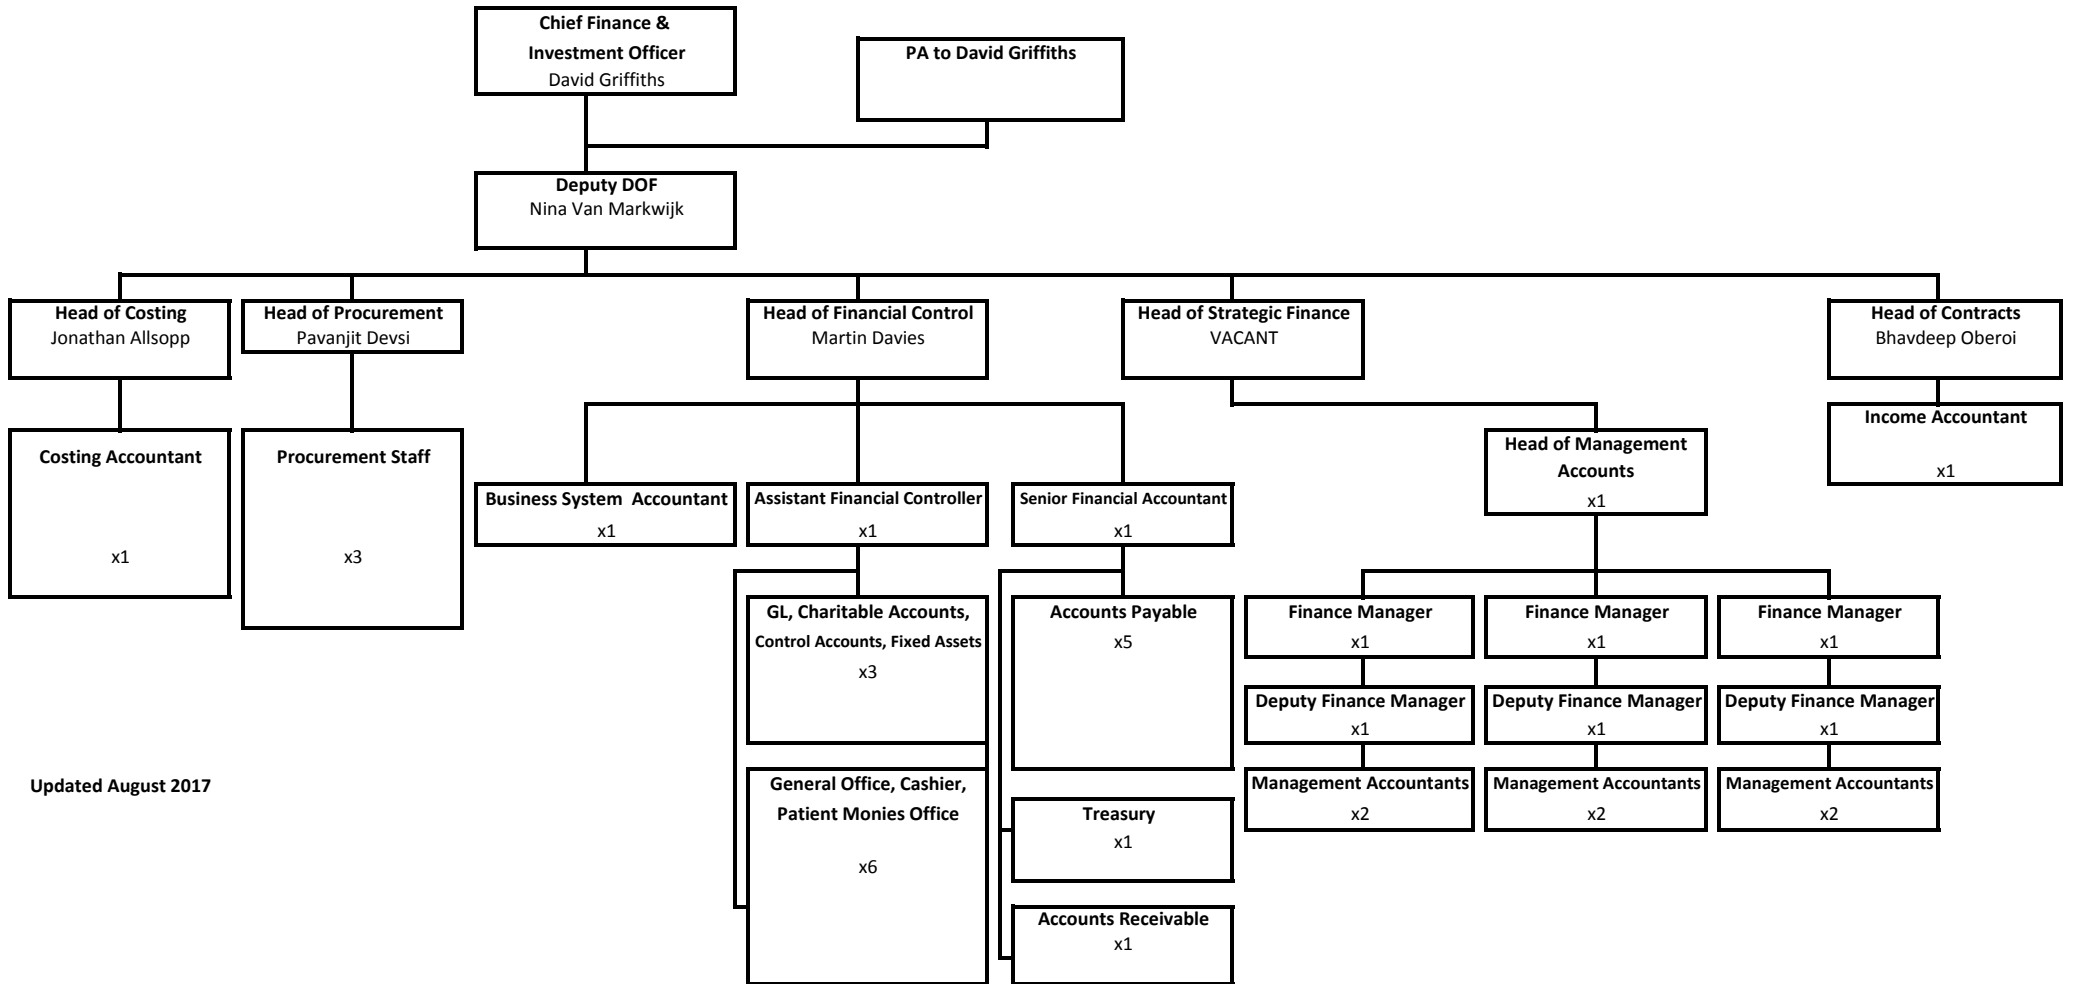 Chief Finance &
Investment Officer
David Griffiths
PA to David Griffiths
Deputy DOF
Nina Van Markwijk
Head of Costing
Jonathan Allsopp
Head of Procurement
Pavanjit Devsi
Head of Financial Control
Martin Davies
Head of Strategic Finance
VACANT
Head of Contracts
Bhavdeep Oberoi
Costing Accountant
x1
Procurement Staff
x3
Business System  Accountant
x1
Assistant Financial Controller
x1
Senior Financial Accountant
x1
Head of Management
Accounts
x1
Income Accountant
x1
GL, Charitable Accounts,
Control Accounts, Fixed Assets
x3
General Office, Cashier,
Patient Monies Office
x6
Accounts Payable
x5
Treasury
x1
Accounts Receivable
x1
Finance Manager
x1
Deputy Finance Manager
x1
Management Accountants
x2
Finance Manager
x1
Deputy Finance Manager
x1
Management Accountants
x2
Finance Manager
x1
Deputy Finance Manager
x1
Management Accountants
x2
Updated August 2017